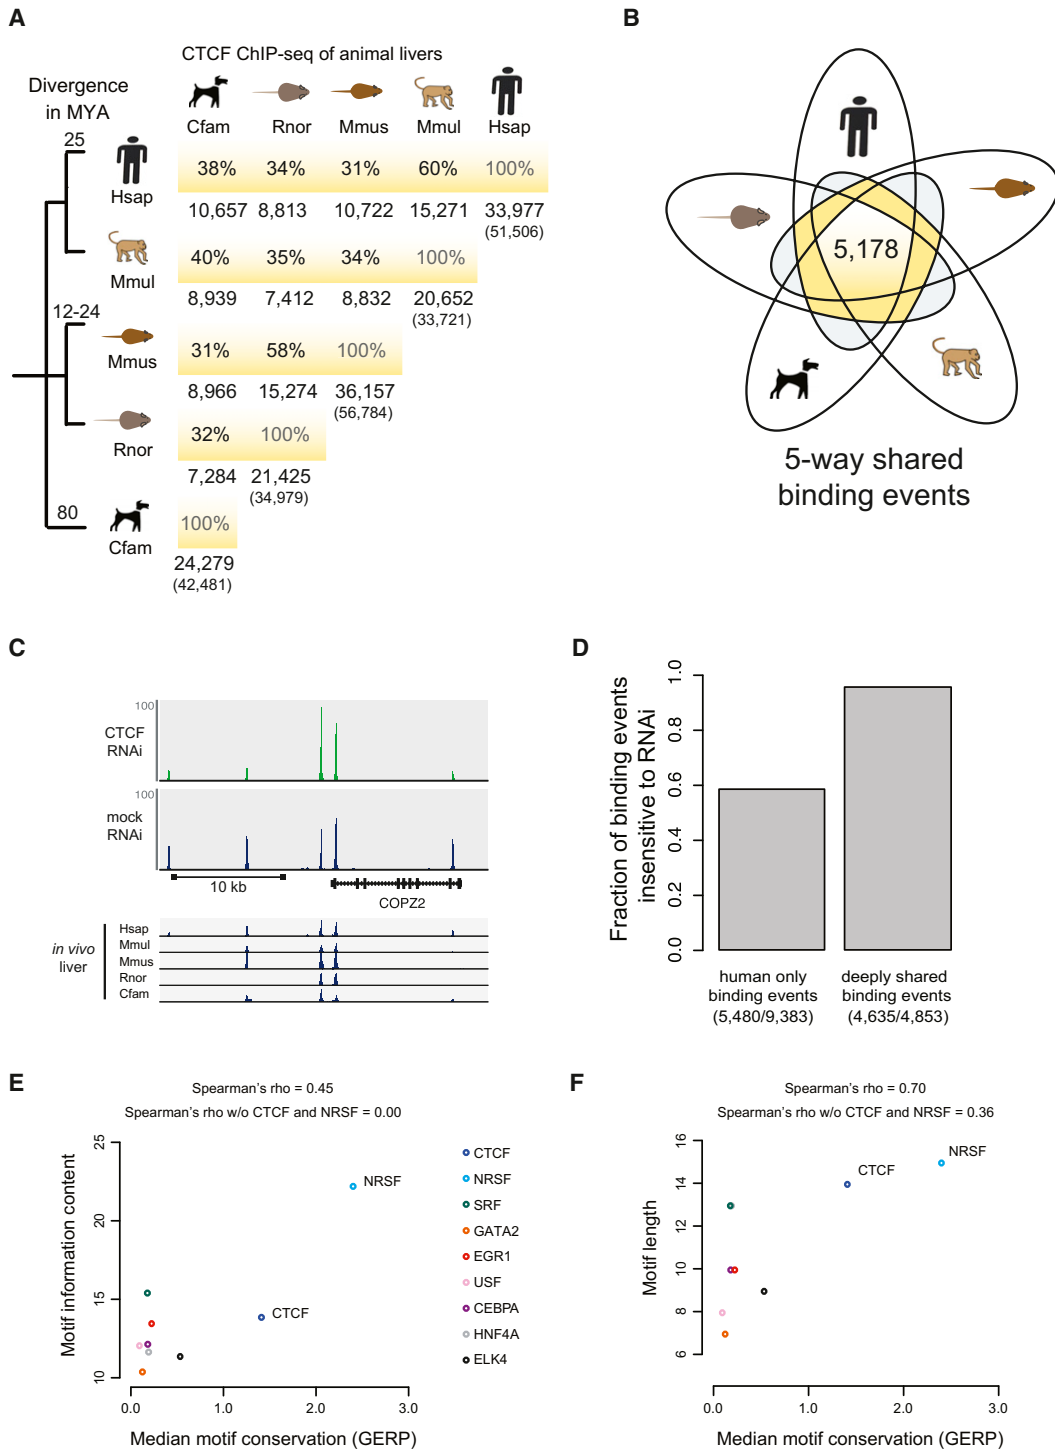 A
CTCF ChIP-seq of animal livers
Divergence
in MYA
Cfam Rnor Mmus Mmul Hsap
25
Hsap
38% 34% 31% 60% 100%
10,657 8,813 10,722 15,271 33,977
(51,506)
Mmul
40% 35% 34% 100%
8,939 7,412 8,832 20,652
(33,721)
12-24
Mmus
31% 58% 100%
8,966 15,274 36,157
(56,784)
Rnor
32% 100%
7,284 21,425
(34,979)
80
Cfam
100%
24,279
(42,481)
B
5,178
5-way shared
binding events
C
100
CTCF
RNAi
100
mock
RNAi
10 kb
COPZ2
in vivo
liver
Hsap
Mmul
Mmus
Rnor
Cfam
D
Fraction of binding events
insensitive to RNAi
1.0
0.8
0.6
0.4
0.2
0.0
human only
binding events
(5,480/9,383)
deeply shared
binding events
(4,635/4,853)
E
Spearman's rho = 0.45
Spearman's rho w/o CTCF and NRSF = 0.00
Motif information content
25
20
15
10
NRSF
CTCF
0.0 1.0 2.0 3.0
Median motif conservation (GERP)
CTCF
NRSF
SRF
GATA2
EGR1
USF
CEBPA
HNF4A
ELK4
F
Spearman's rho = 0.70
Spearman's rho w/o CTCF and NRSF = 0.36
Motif length
16
14
12
10
8
6
CTCF
NRSF
0.0 1.0 2.0 3.0
Median motif conservation (GERP)